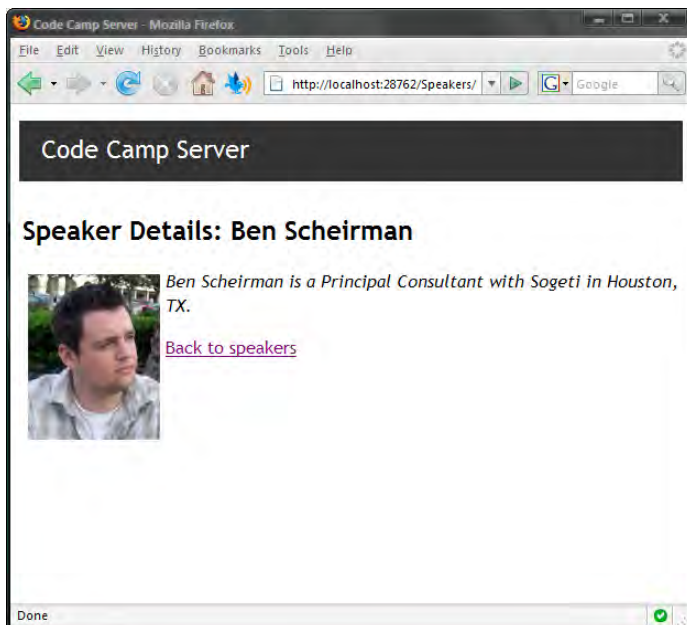 Code Camp Server - Mozilla Firefox
File Edit View History Bookmarks Tools Help
http://localhost:28762/Speakers/ G Google
Code Camp Server
Speaker Details: Ben Scheirman
Ben Scheirman is a Principal Consultant with Sogeti in Houston,
TX.
Back to speakers
Done